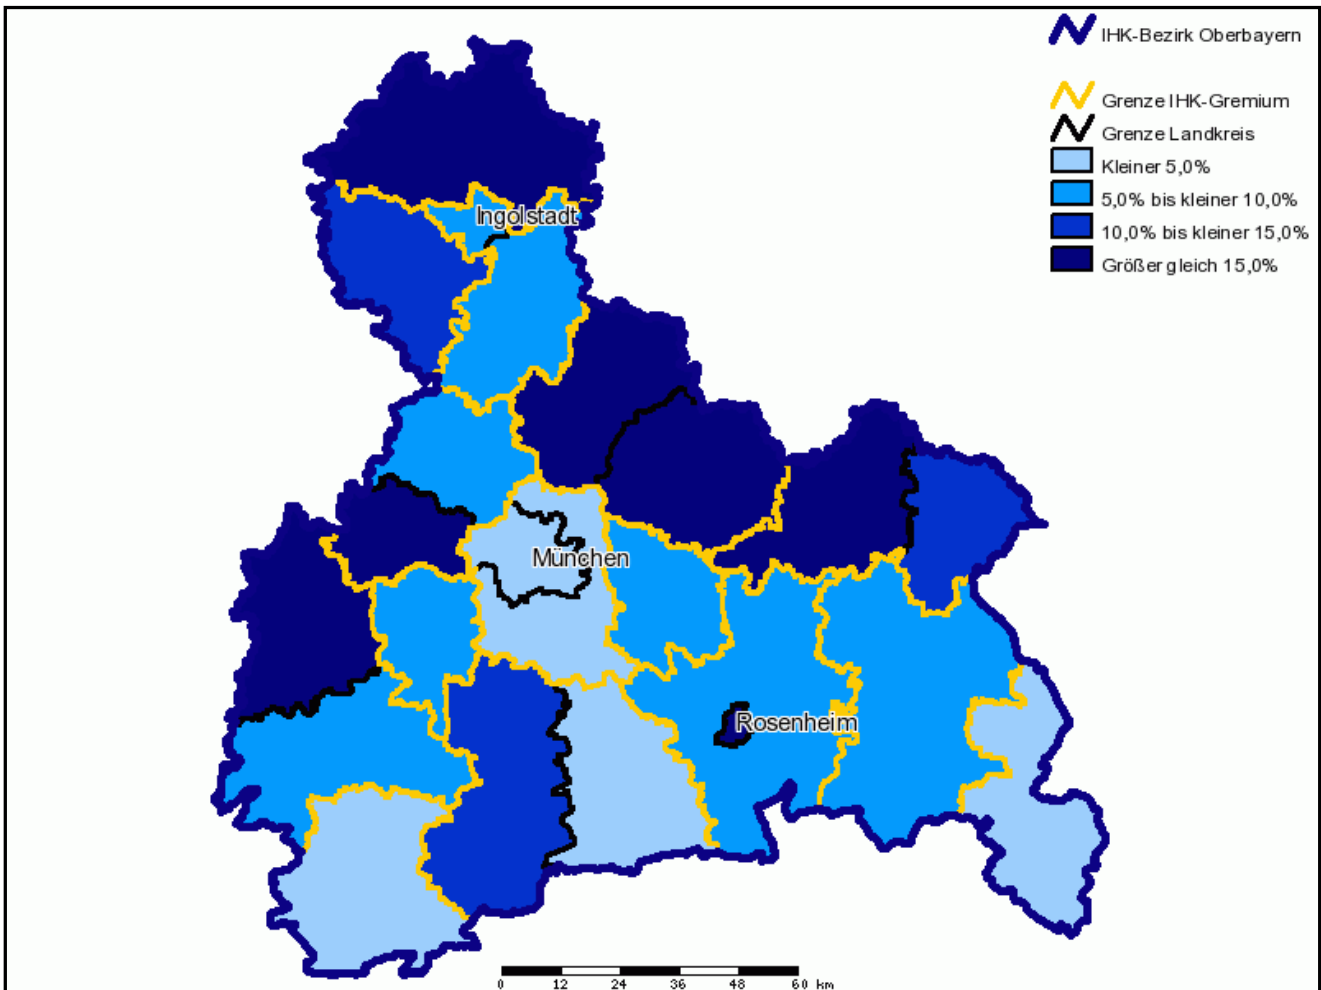 IHK-Bezirk Oberbayern
Grenze IHK-Gremium
Grenze Landkreis
Kleiner 5,0%
5,0% bis kleiner 10,0%
10,0% bis kleiner 15,0%
Größer gleich 15,0%
Ingolstadt
München
Rosenheim
0 12 24 36 48 60 km